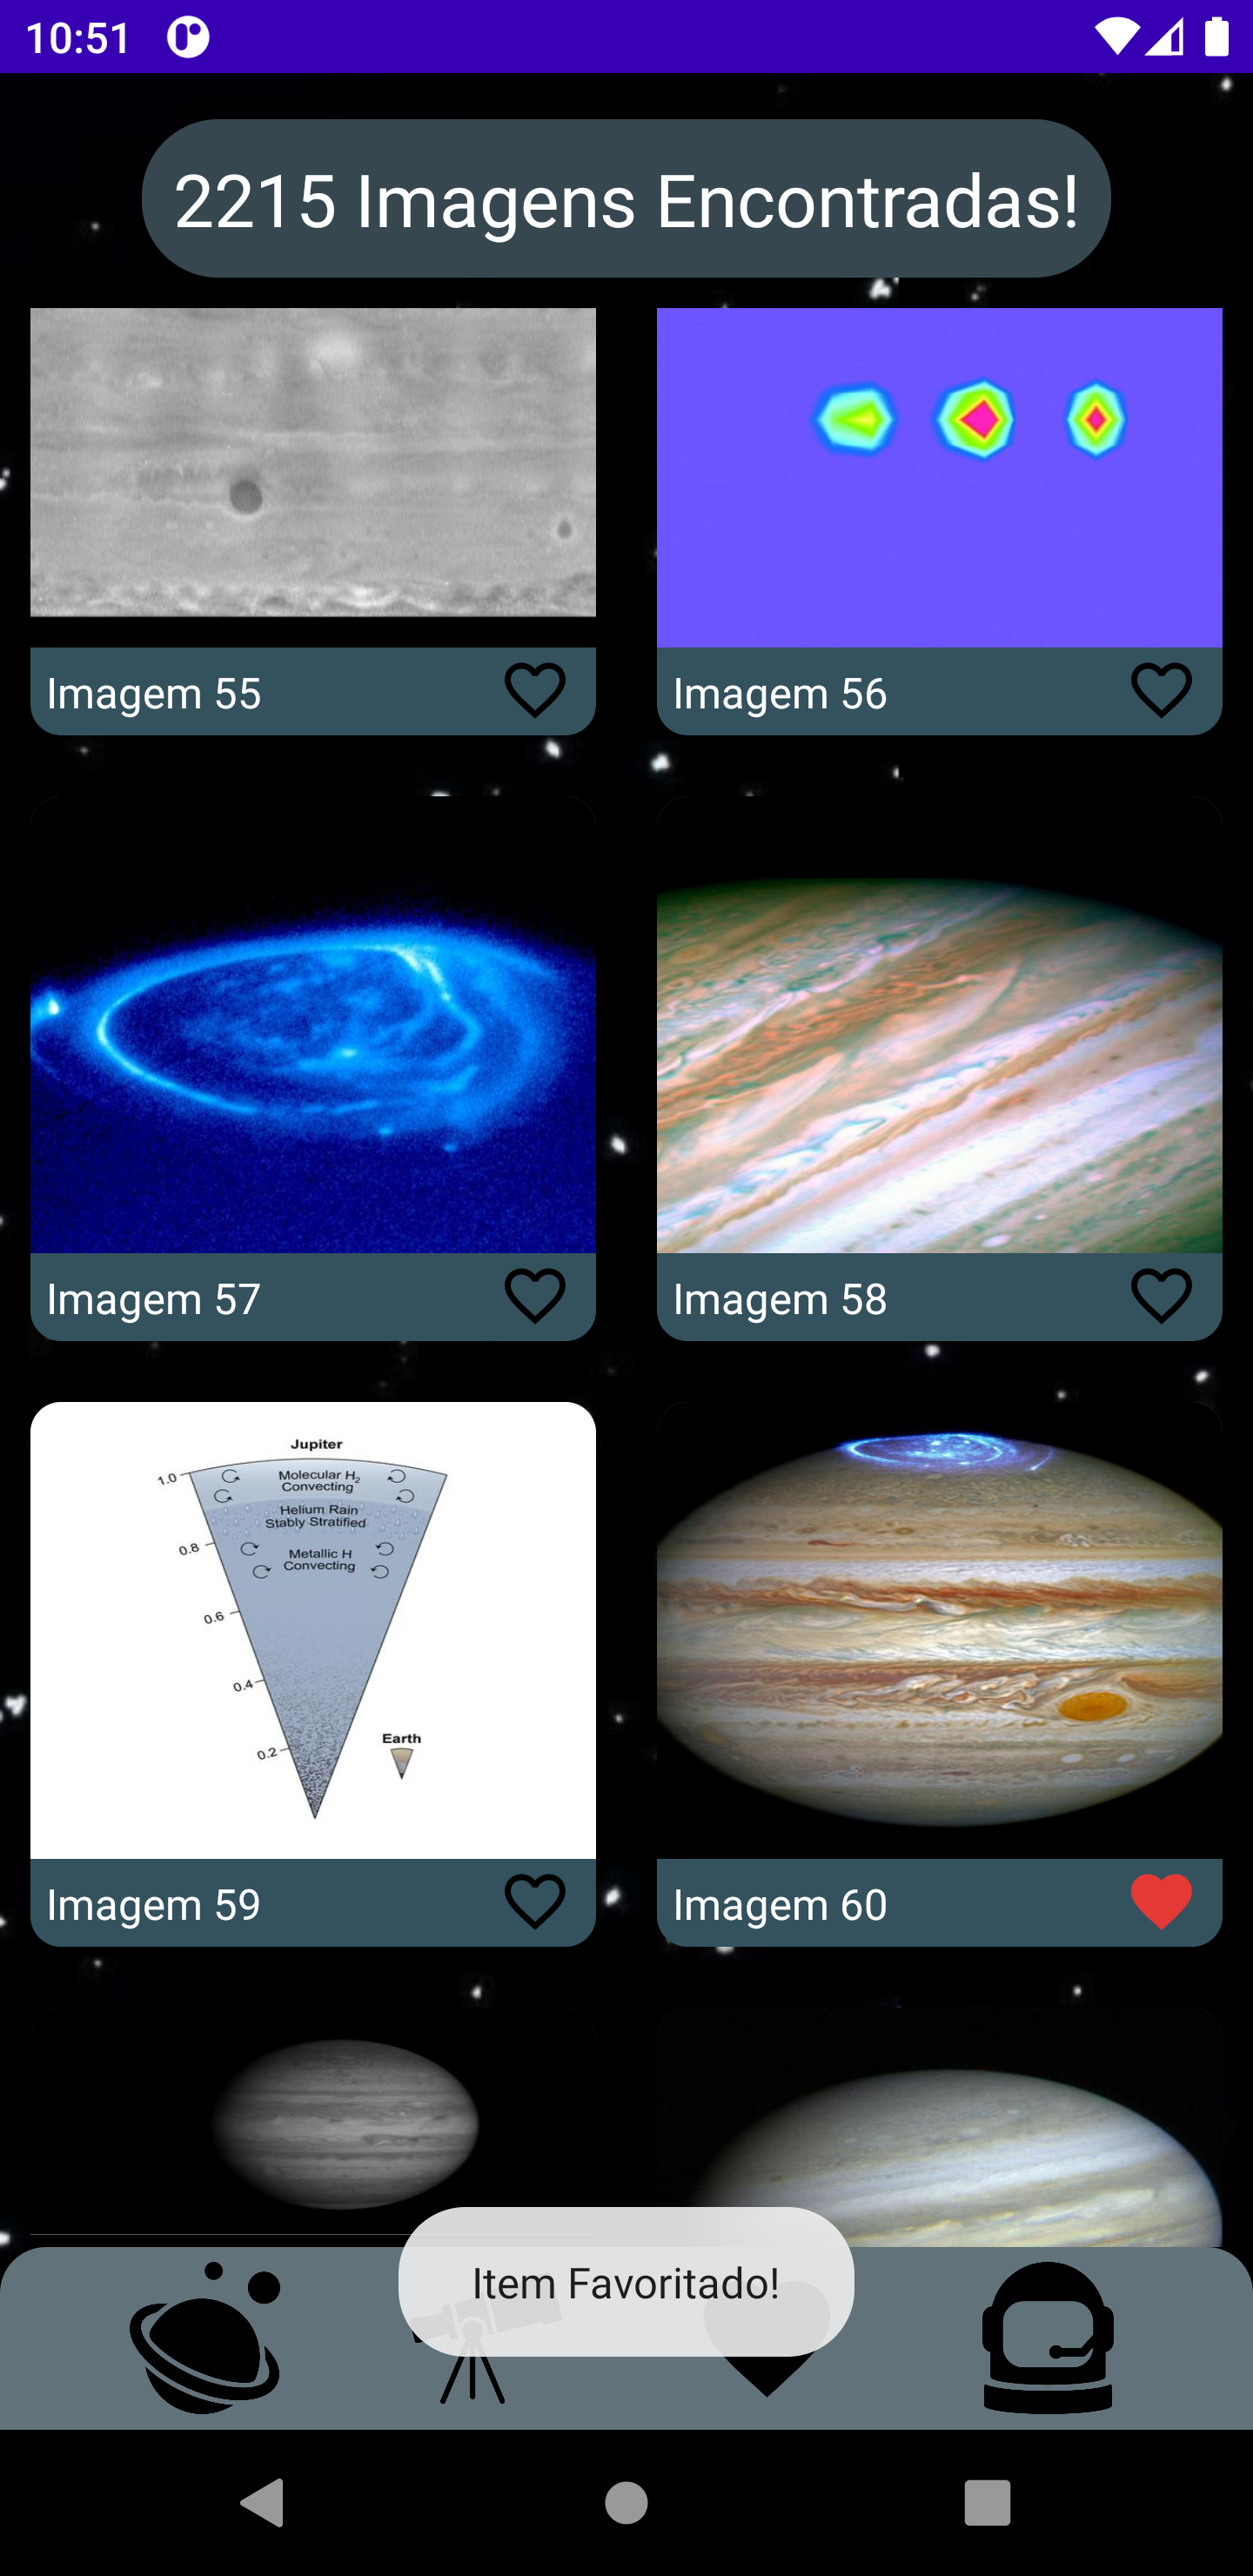 10:51
2215 Imagens Encontradas!
Imagem 55
Imagem 56
Imagem 57
Imagem 58
Jupiter
1.0
Molecular H₂
Convecting
Helium Rain
Stably Stratified
0.8
Metallic H
Convecting
0.6
0.4
Earth
0.2
Imagem 59
Imagem 60
Item Favoritado!